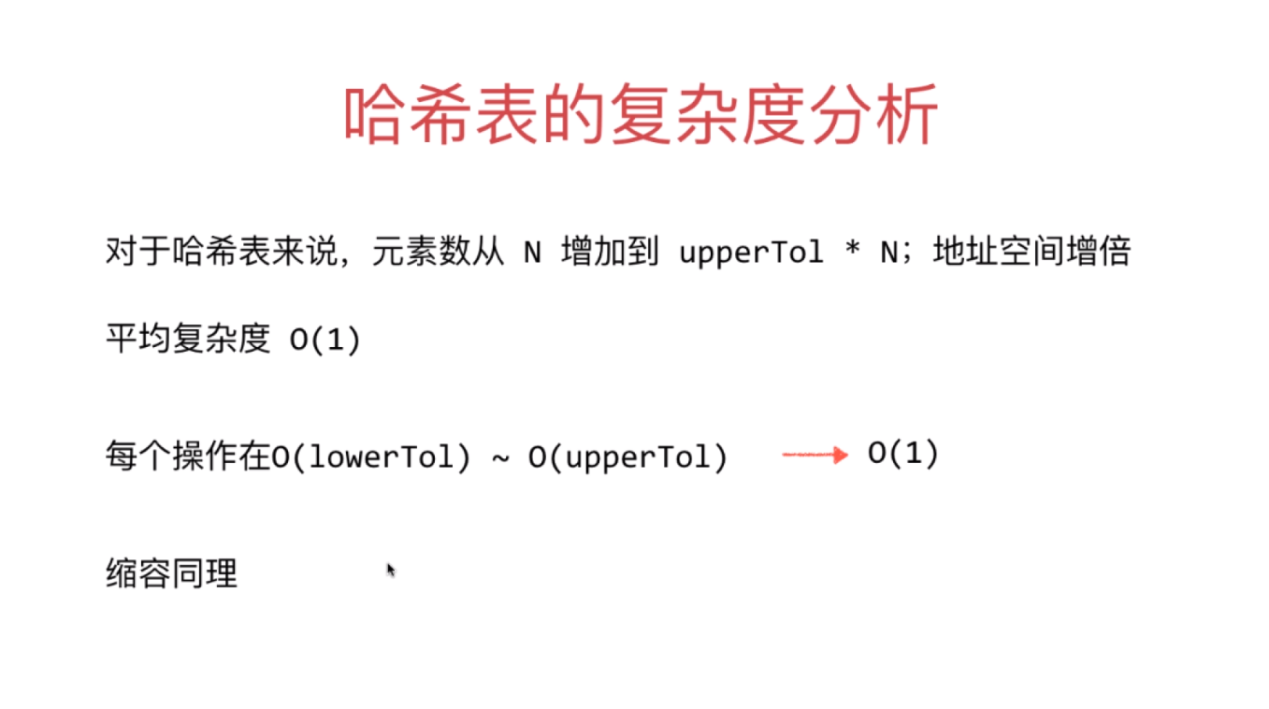 哈希表的复杂度分析
对于哈希表来说，元素数从 N 增加到 upperTol * N；地址空间增倍
平均复杂度 O(1)
每个操作在O(lowerTol) ~ O(upperTol) O(1)
缩容同理